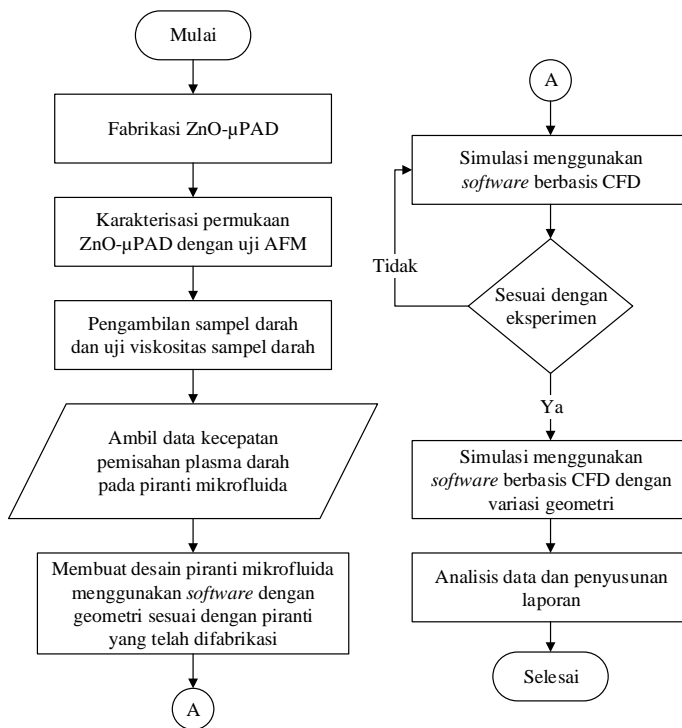 Mulai
Fabrikasi ZnO-µPAD
Karakterisasi permukaan
ZnO-µPAD dengan uji AFM
Pengambilan sampel darah
dan uji viskositas sampel darah
Ambil data kecepatan
pemisahan plasma darah
pada piranti mikrofluida
Membuat desain piranti mikrofluida
menggunakan software dengan
geometri sesuai dengan piranti
yang telah difabrikasi
A
A
Simulasi menggunakan
software berbasis CFD
Tidak
Sesuai dengan
eksperimen
Ya
Simulasi menggunakan
software berbasis CFD dengan
variasi geometri
Analisis data dan penyusunan
laporan
Selesai